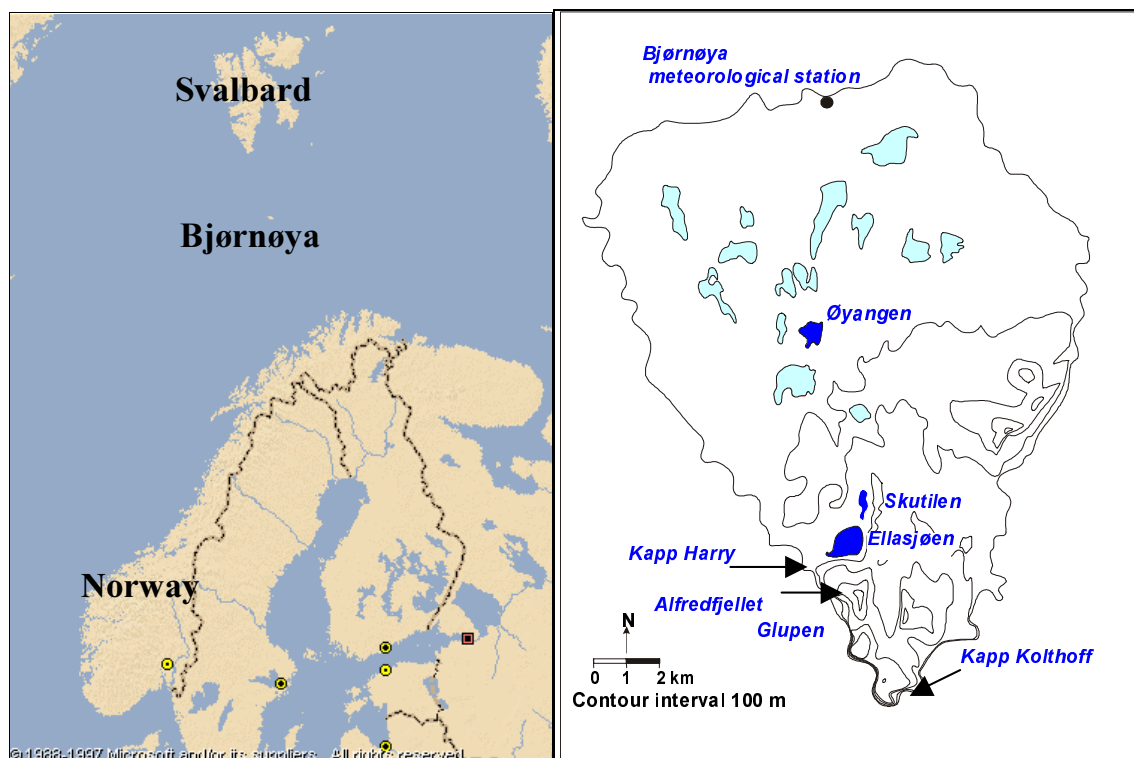 Svalbard
Bjørnøya
Norway
© 1988-1997 Microsoft and/or its suppliers. All rights reserved.
Bjørnøya
meteorological station
Øyangen
Skutilen
Ellasjøen
Kapp Harry
Alfredfjellet
Glupen
Kapp Kolthoff
N
0 1 2 km
Contour interval 100 m